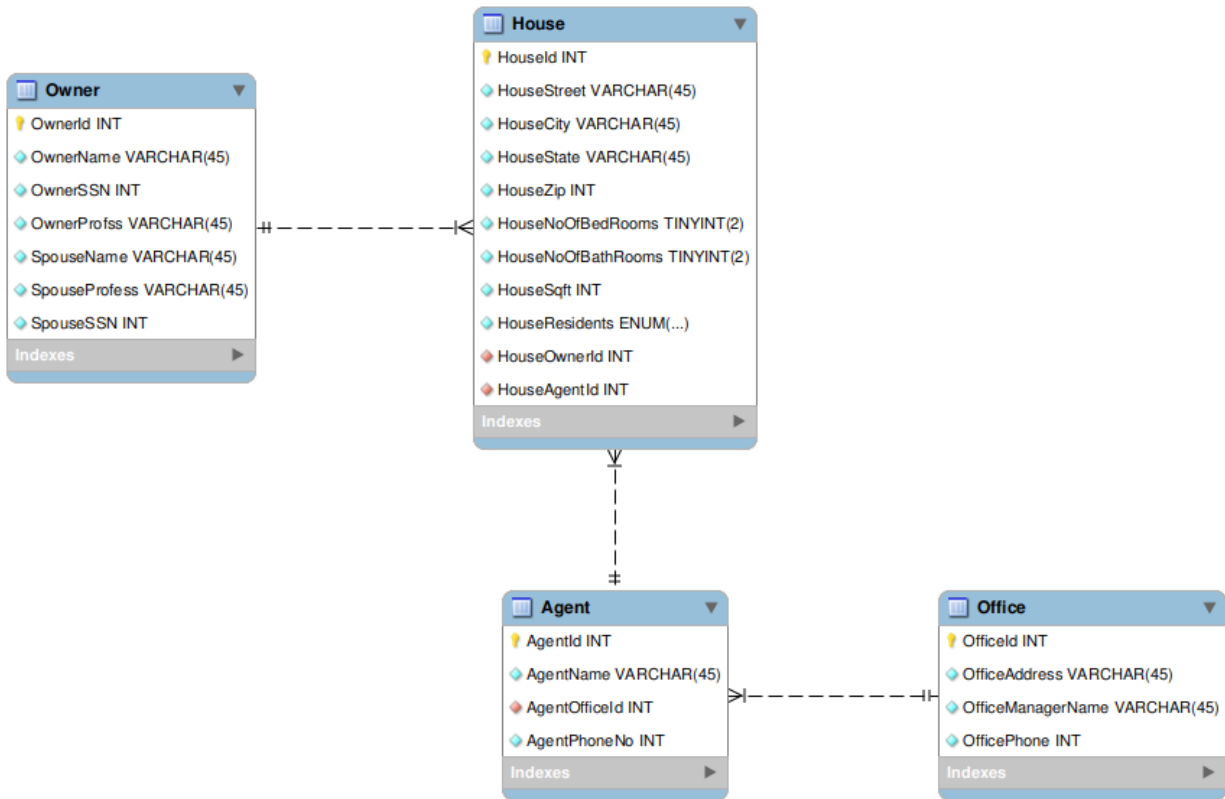 Owner
OwnerId INT
OwnerName VARCHAR(45)
OwnerSSN INT
OwnerProfss VARCHAR(45)
SpouseName VARCHAR(45)
SpouseProfess VARCHAR(45)
SpouseSSN INT
Indexes
House
HouseId INT
HouseStreet VARCHAR(45)
HouseCity VARCHAR(45)
HouseState VARCHAR(45)
HouseZip INT
HouseNoOfBedRooms TINYINT(2)
HouseNoOfBathRooms TINYINT(2)
HouseSqft INT
HouseResidents ENUM(...)
HouseOwnerId INT
HouseAgentId INT
Indexes
Agent
AgentId INT
AgentName VARCHAR(45)
AgentOfficeId INT
AgentPhoneNo INT
Indexes
Office
OfficeId INT
OfficeAddress VARCHAR(45)
OfficeManagerName VARCHAR(45)
OfficePhone INT
Indexes